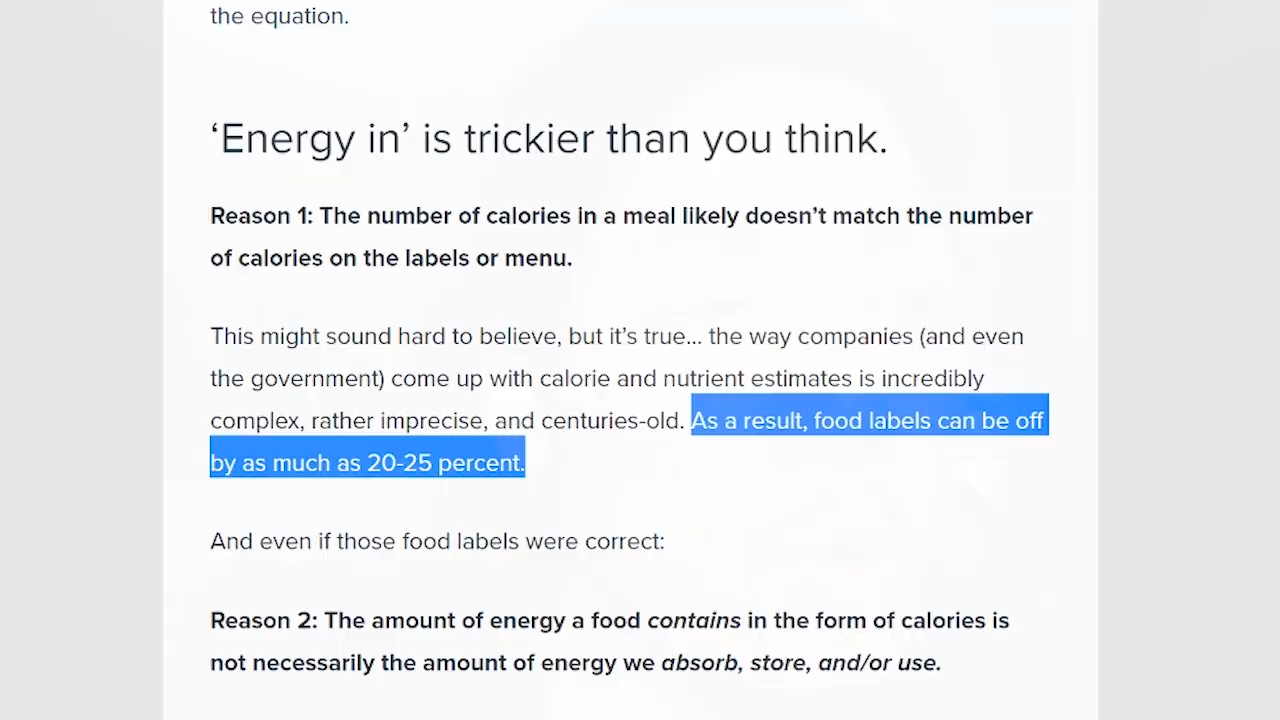 the equation.
‘Energy in’ is trickier than you think.
Reason 1: The number of calories in a meal likely doesn’t match the number
of calories on the labels or menu.
This might sound hard to believe, but it’s true… the way companies (and even
the government) come up with calorie and nutrient estimates is incredibly
complex, rather imprecise, and centuries-old. As a result, food labels can be off
by as much as 20-25 percent.
And even if those food labels were correct:
Reason 2: The amount of energy a food contains in the form of calories is
not necessarily the amount of energy we absorb, store, and/or use.